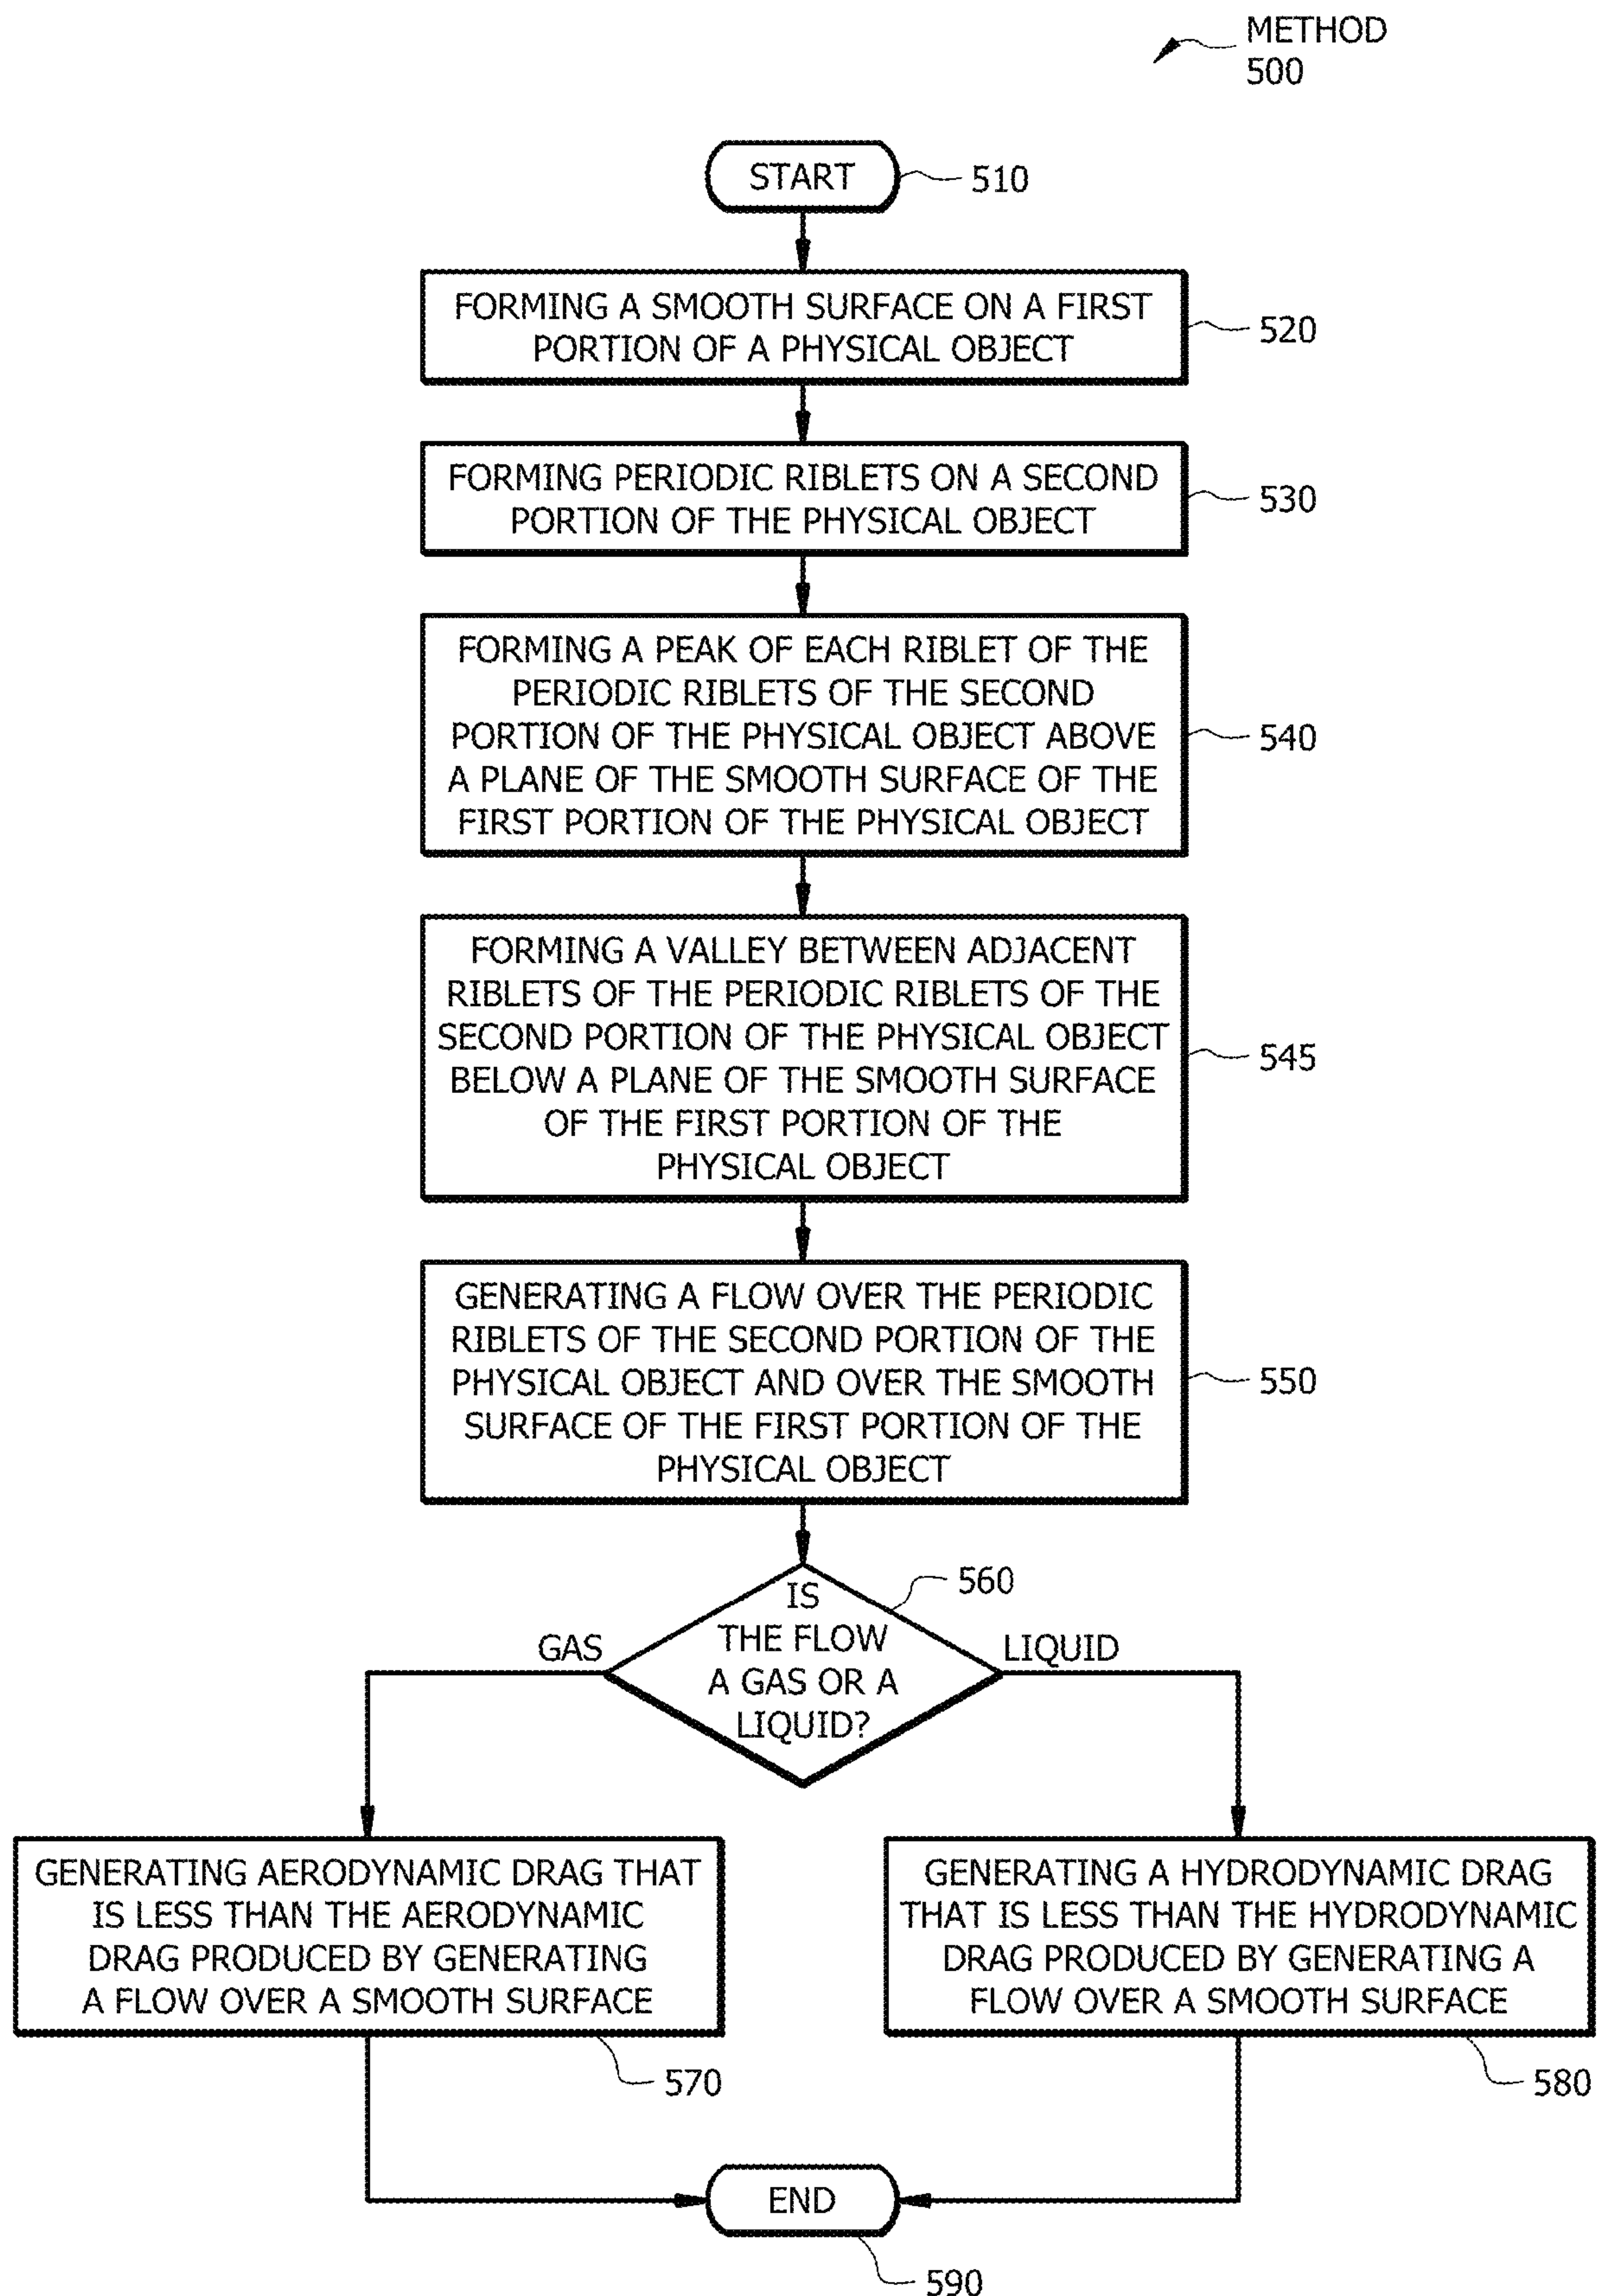 METHOD
500
START
510
FORMING A SMOOTH SURFACE ON A FIRST
PORTION OF A PHYSICAL OBJECT
520
FORMING PERIODIC RIBLETS ON A SECOND
PORTION OF THE PHYSICAL OBJECT
530
FORMING A PEAK OF EACH RIBLET OF THE
PERIODIC RIBLETS OF THE SECOND
PORTION OF THE PHYSICAL OBJECT ABOVE
A PLANE OF THE SMOOTH SURFACE OF THE
FIRST PORTION OF THE PHYSICAL OBJECT
540
FORMING A VALLEY BETWEEN ADJACENT
RIBLETS OF THE PERIODIC RIBLETS OF THE
SECOND PORTION OF THE PHYSICAL OBJECT
BELOW A PLANE OF THE SMOOTH SURFACE
OF THE FIRST PORTION OF THE
PHYSICAL OBJECT
545
GENERATING A FLOW OVER THE PERIODIC
RIBLETS OF THE SECOND PORTION OF THE
PHYSICAL OBJECT AND OVER THE SMOOTH
SURFACE OF THE FIRST PORTION OF THE
PHYSICAL OBJECT
550
IS
THE FLOW
A GAS OR A
LIQUID?
560
GAS
LIQUID
GENERATING AERODYNAMIC DRAG THAT
IS LESS THAN THE AERODYNAMIC
DRAG PRODUCED BY GENERATING
A FLOW OVER A SMOOTH SURFACE
570
GENERATING A HYDRODYNAMIC DRAG
THAT IS LESS THAN THE HYDRODYNAMIC
DRAG PRODUCED BY GENERATING A
FLOW OVER A SMOOTH SURFACE
580
END
590